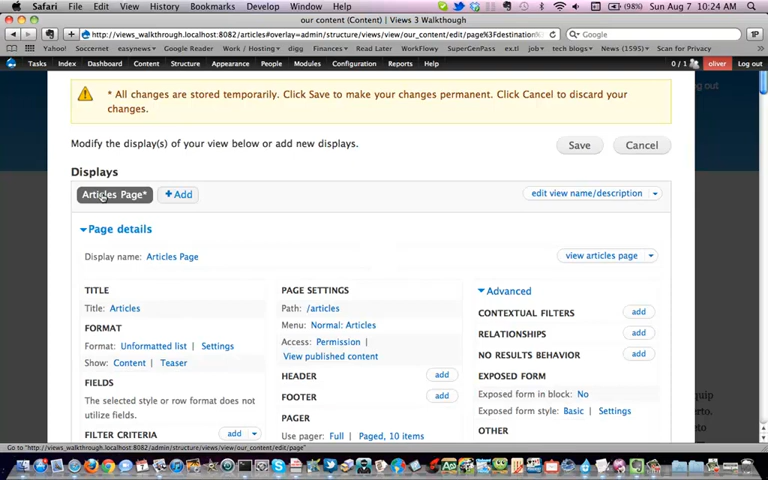 Safari File Edit View History Bookmarks Develop Window Help (98%) Sun Aug 7 10:24 AM
our content (Content) | Views 3 Walkthough
http://views_walkthrough.localhost:8082/articles#overlay=admin/structure/views/view/our_content/edit/page%3Fdestination Google
Yahoo! Soccernet easynews Google Reader Work / Hosting digg Finances Read Later WorkFlowy SuperGenPass ex.tl job tech blogs News (1595) Scan for Privacy
Tasks Index Dashboard Content Structure Appearance People Modules Configuration Reports Help 0 / 1 oliver Log out
og out
* All changes are stored temporarily. Click Save to make your changes permanent. Click Cancel to discard your
changes.
Modify the display(s) of your view below or add new displays. Save Cancel
Displays
Articles Page* + Add edit view name/description
Page details
Display name: Articles Page view articles page
TITLE PAGE SETTINGS Advanced
Title: Articles Path: /articles CONTEXTUAL FILTERS add
FORMAT Menu: Normal: Articles RELATIONSHIPS add
Format: Unformatted list | Settings Access: Permission | NO RESULTS BEHAVIOR add
Show: Content | Teaser View published content
FIELDS HEADER add EXPOSED FORM
The selected style or row format does not FOOTER add Exposed form in block: No
utilize fields. PAGER Exposed form style: Basic | Settings
FILTER CRITERIA add Use pager: Full | Paged, 10 items OTHER
quip
erto.
t.
Go to "http://views_walkthrough.localhost:8082/admin/structure/views/view/our_content/edit/page"